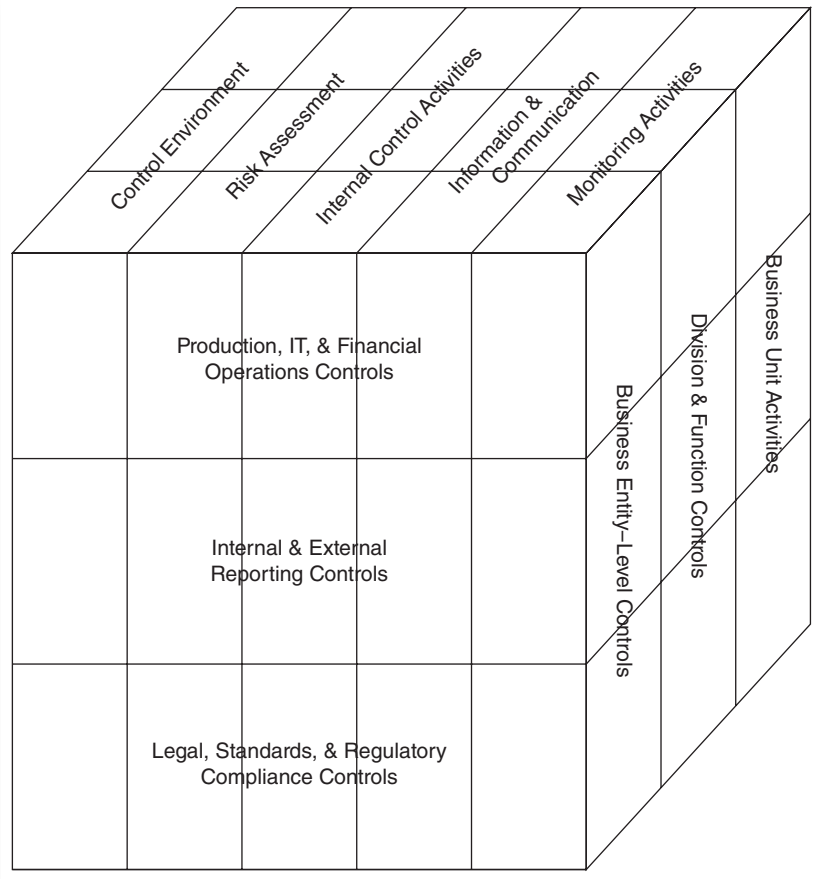 Control Environment
Risk Assessment
Internal Control Activities
Information &
Communication
Monitoring Activities
Production, IT, & Financial
Operations Controls
Internal & External
Reporting Controls
Legal, Standards, & Regulatory
Compliance Controls
Business Entity–Level Controls
Division & Function Controls
Business Unit Activities